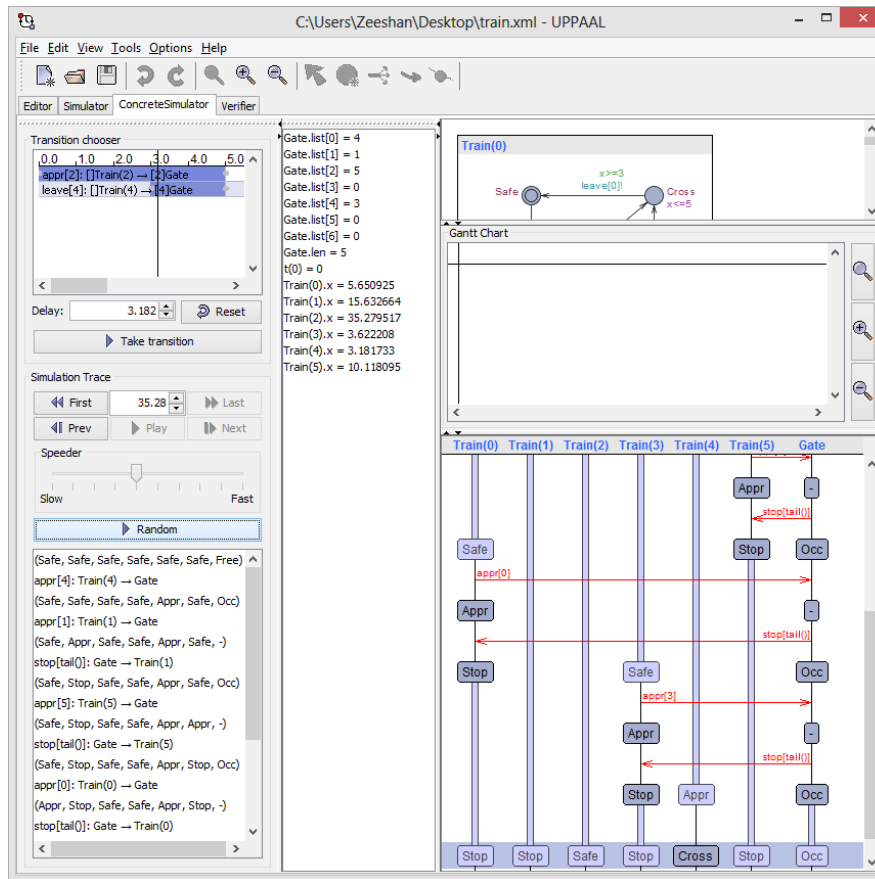 C:\Users\Zeeshan\Desktop\train.xml - UPPAAL
File Edit View Tools Options Help
Editor Simulator ConcreteSimulator Verifier
Transition chooser
0.0 1.0 2.0 3.0 4.0 5.0
appr[2]: []Train(2) → [2]Gate
leave[4]: []Train(4) → [4]Gate
Delay: 3.182 Reset
Take transition
Simulation Trace
First 35.28 Last
Prev Play Next
Speeder
Slow Fast
Random
(Safe, Safe, Safe, Safe, Safe, Safe, Free)
appr[4]: Train(4) → Gate
(Safe, Safe, Safe, Safe, Appr, Safe, Occ)
appr[1]: Train(1) → Gate
(Safe, Appr, Safe, Safe, Appr, Safe, -)
stop[tail()]: Gate → Train(1)
(Safe, Stop, Safe, Safe, Appr, Safe, Occ)
appr[5]: Train(5) → Gate
(Safe, Stop, Safe, Safe, Appr, Appr, -)
stop[tail()]: Gate → Train(5)
(Safe, Stop, Safe, Safe, Appr, Stop, Occ)
appr[0]: Train(0) → Gate
(Appr, Stop, Safe, Safe, Appr, Stop, -)
stop[tail()]: Gate → Train(0)
Gate.list[0] = 4
Gate.list[1] = 1
Gate.list[2] = 5
Gate.list[3] = 0
Gate.list[4] = 3
Gate.list[5] = 0
Gate.list[6] = 0
Gate.len = 5
t(0) = 0
Train(0).x = 5.650925
Train(1).x = 15.632664
Train(2).x = 35.279517
Train(3).x = 3.622208
Train(4).x = 3.181733
Train(5).x = 10.118095
Train(0)
x>=3
Safe leave[0]! Cross
x<=5
Gantt Chart
Train(0) Train(1) Train(2) Train(3) Train(4) Train(5) Gate
Appr -
stop[tail()]
Safe Stop Occ
appr[0]
Appr -
stop[tail()]
Stop Safe Occ
appr[3]
Appr -
stop[tail()]
Stop Appr Occ
Stop Stop Safe Stop Cross Stop Occ